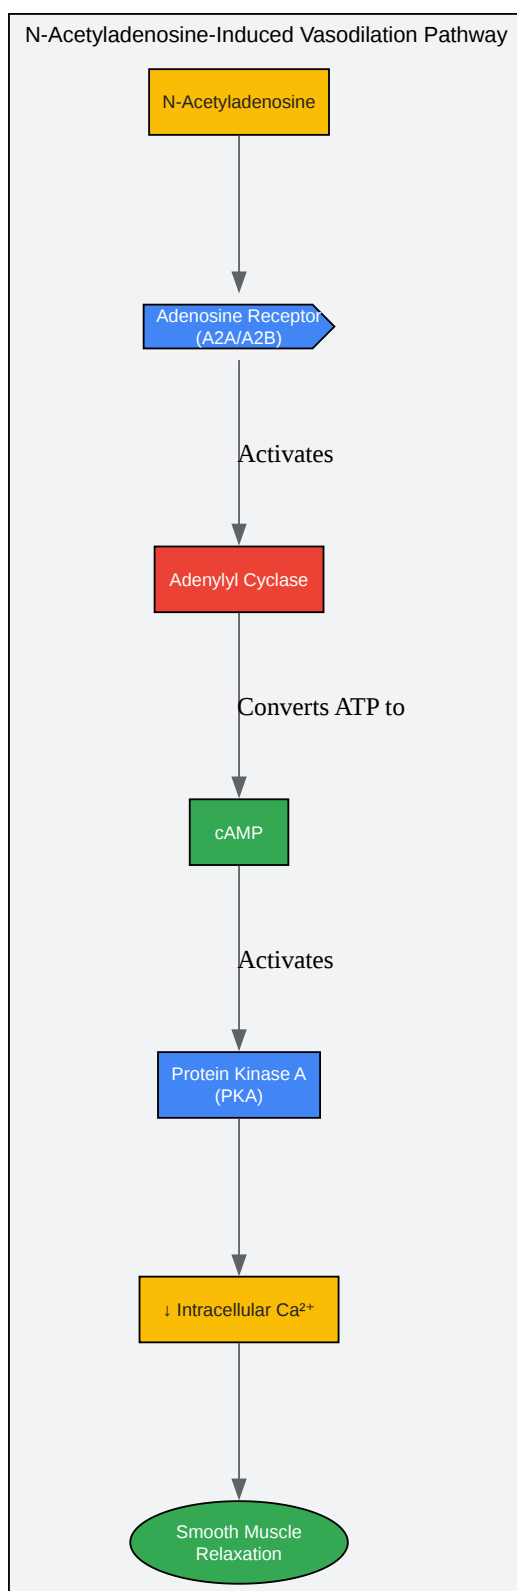 N-Acetyladenosine-Induced Vasodilation Pathway
N-Acetyladenosine
Adenosine Receptor
(A2A/A2B)
Activates
Adenylyl Cyclase
Converts ATP to
cAMP
Activates
Protein Kinase A
(PKA)
↓ Intracellular Ca²⁺
Smooth Muscle
Relaxation